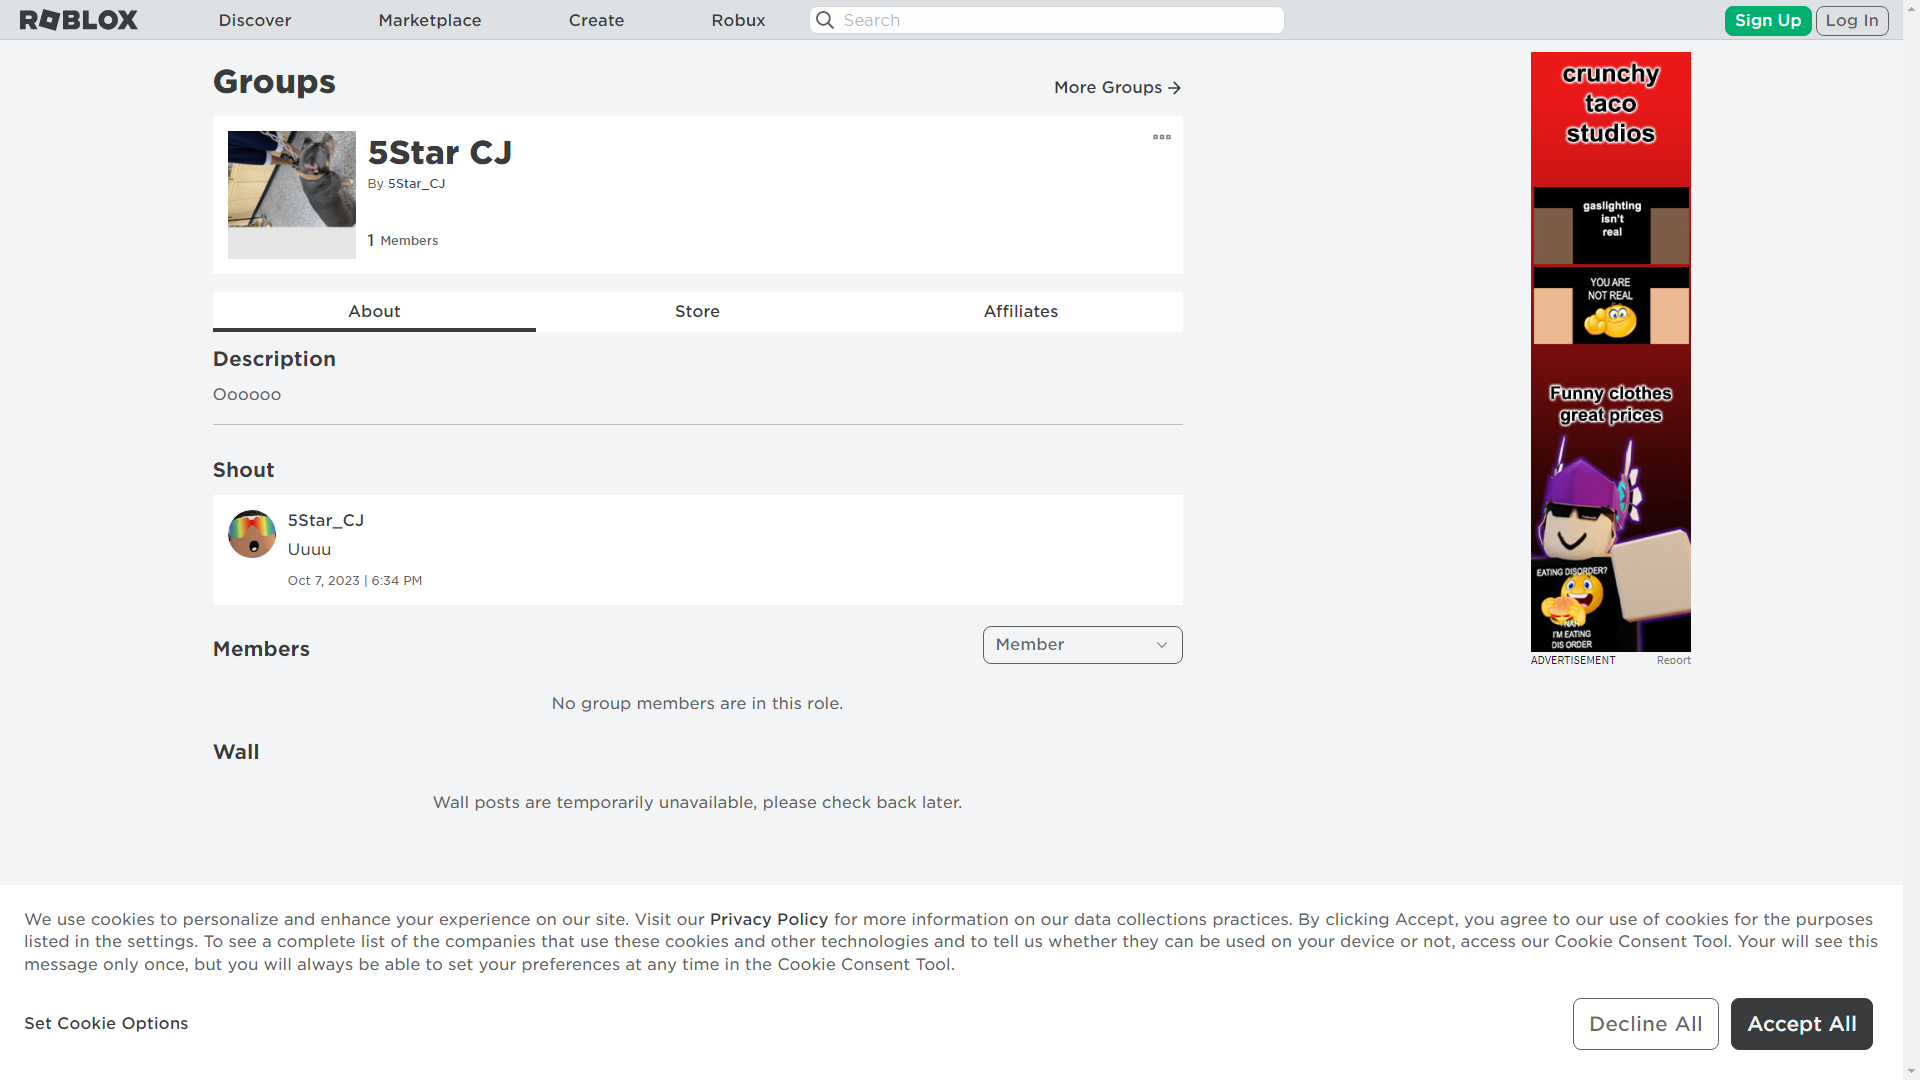 ROBLOX Discover Marketplace Create Robux Search Sign Up Log In
Groups
More Groups
5Star CJ
By 5Star_CJ
1 Members
About Store Affiliates
Description
Oooooo
Shout
5Star_CJ
Uuuu
Oct 7, 2023 | 6:34 PM
Members
Member
No group members are in this role.
Wall
Wall posts are temporarily unavailable, please check back later.
crunchy
taco
studios
gaslighting
isn't
real
YOU ARE
NOT REAL
Funny clothes
great prices
EATING DISORDER?
NAH
I'M EATING
DIS ORDER
ADVERTISEMENT Report
We use cookies to personalize and enhance your experience on our site. Visit our Privacy Policy for more information on our data collections practices. By clicking Accept, you agree to our use of cookies for the purposes
listed in the settings. To see a complete list of the companies that use these cookies and other technologies and to tell us whether they can be used on your device or not, access our Cookie Consent Tool. Your will see this
message only once, but you will always be able to set your preferences at any time in the Cookie Consent Tool.
Set Cookie Options
Decline All
Accept All